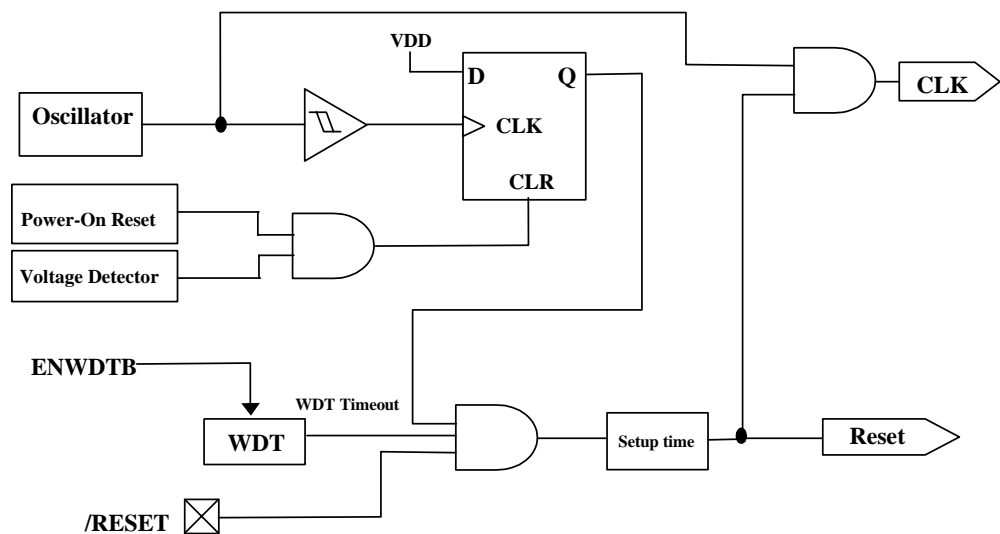 VDD
D
Q
CLK
Oscillator
CLK
CLR
Power-On Reset
Voltage Detector
ENWDTB
WDT Timeout
WDT
Setup time
Reset
/RESET